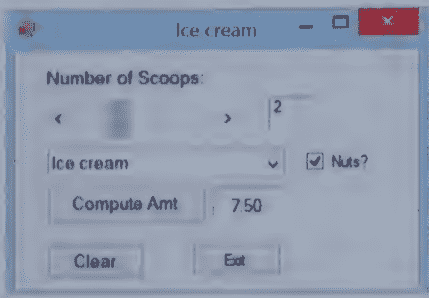 Ice cream
Number of Scoops:
2
Ice cream
Nuts?
Compute Amt
7.50
Clear
Exit